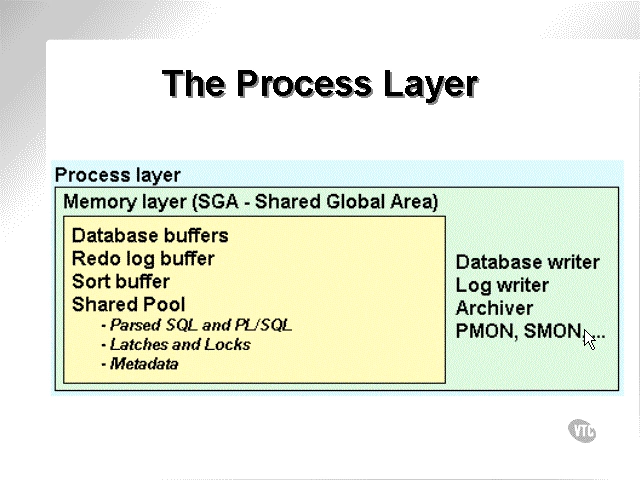 The Process Layer
Process layer
Memory layer (SGA - Shared Global Area)
Database buffers
Redo log buffer
Sort buffer
Shared Pool
- Parsed SQL and PL/SQL
- Latches and Locks
- Metadata
Database writer
Log writer
Archiver
PMON, SMON, ...
VTC